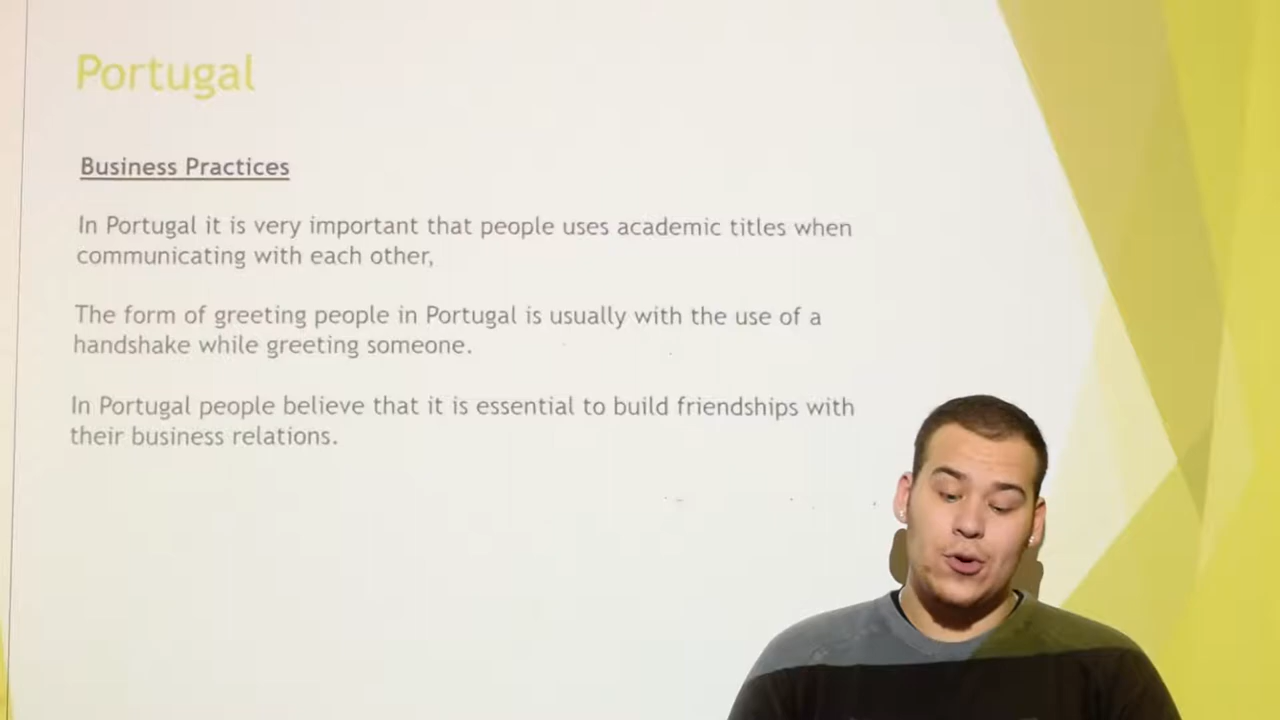 Portugal
Business Practices
In Portugal it is very important that people uses academic titles when
communicating with each other,
The form of greeting people in Portugal is usually with the use of a
handshake while greeting someone.
In Portugal people believe that it is essential to build friendships with
their business relations.